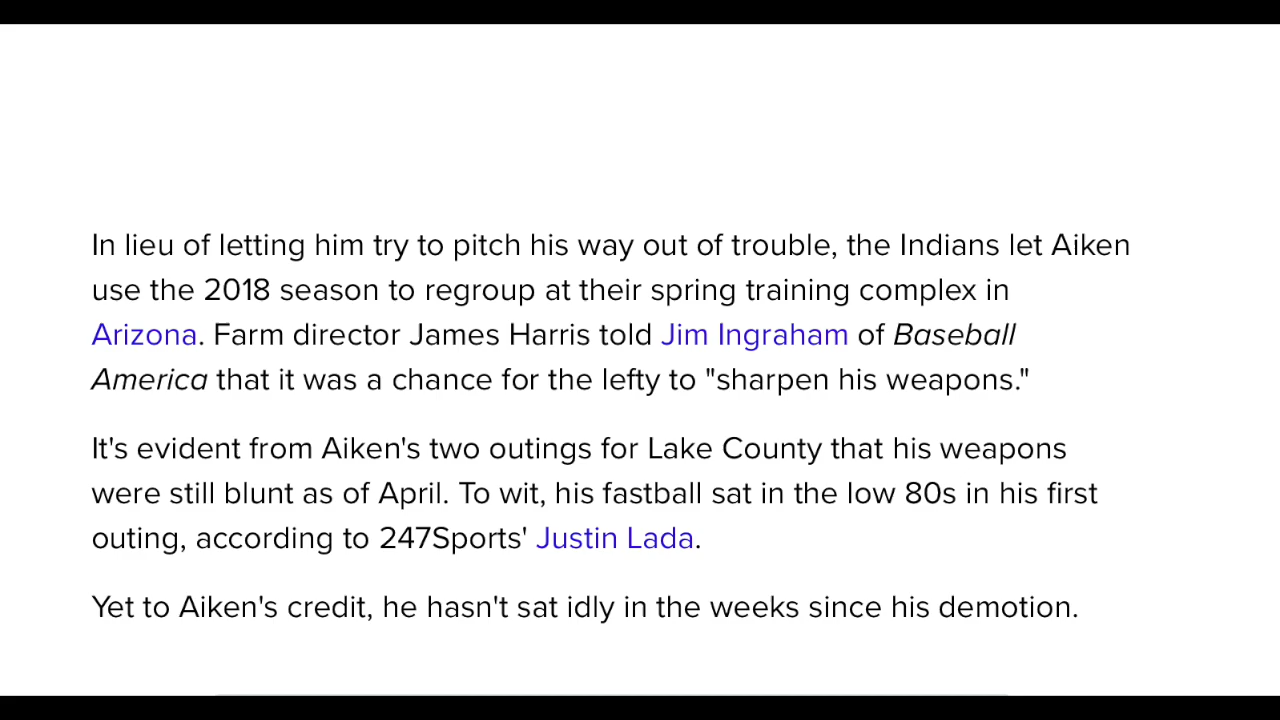 In lieu of letting him try to pitch his way out of trouble, the Indians let Aiken
use the 2018 season to regroup at their spring training complex in
Arizona. Farm director James Harris told Jim Ingraham of Baseball
America that it was a chance for the lefty to "sharpen his weapons."
It's evident from Aiken's two outings for Lake County that his weapons
were still blunt as of April. To wit, his fastball sat in the low 80s in his first
outing, according to 247Sports' Justin Lada.
Yet to Aiken's credit, he hasn't sat idly in the weeks since his demotion.